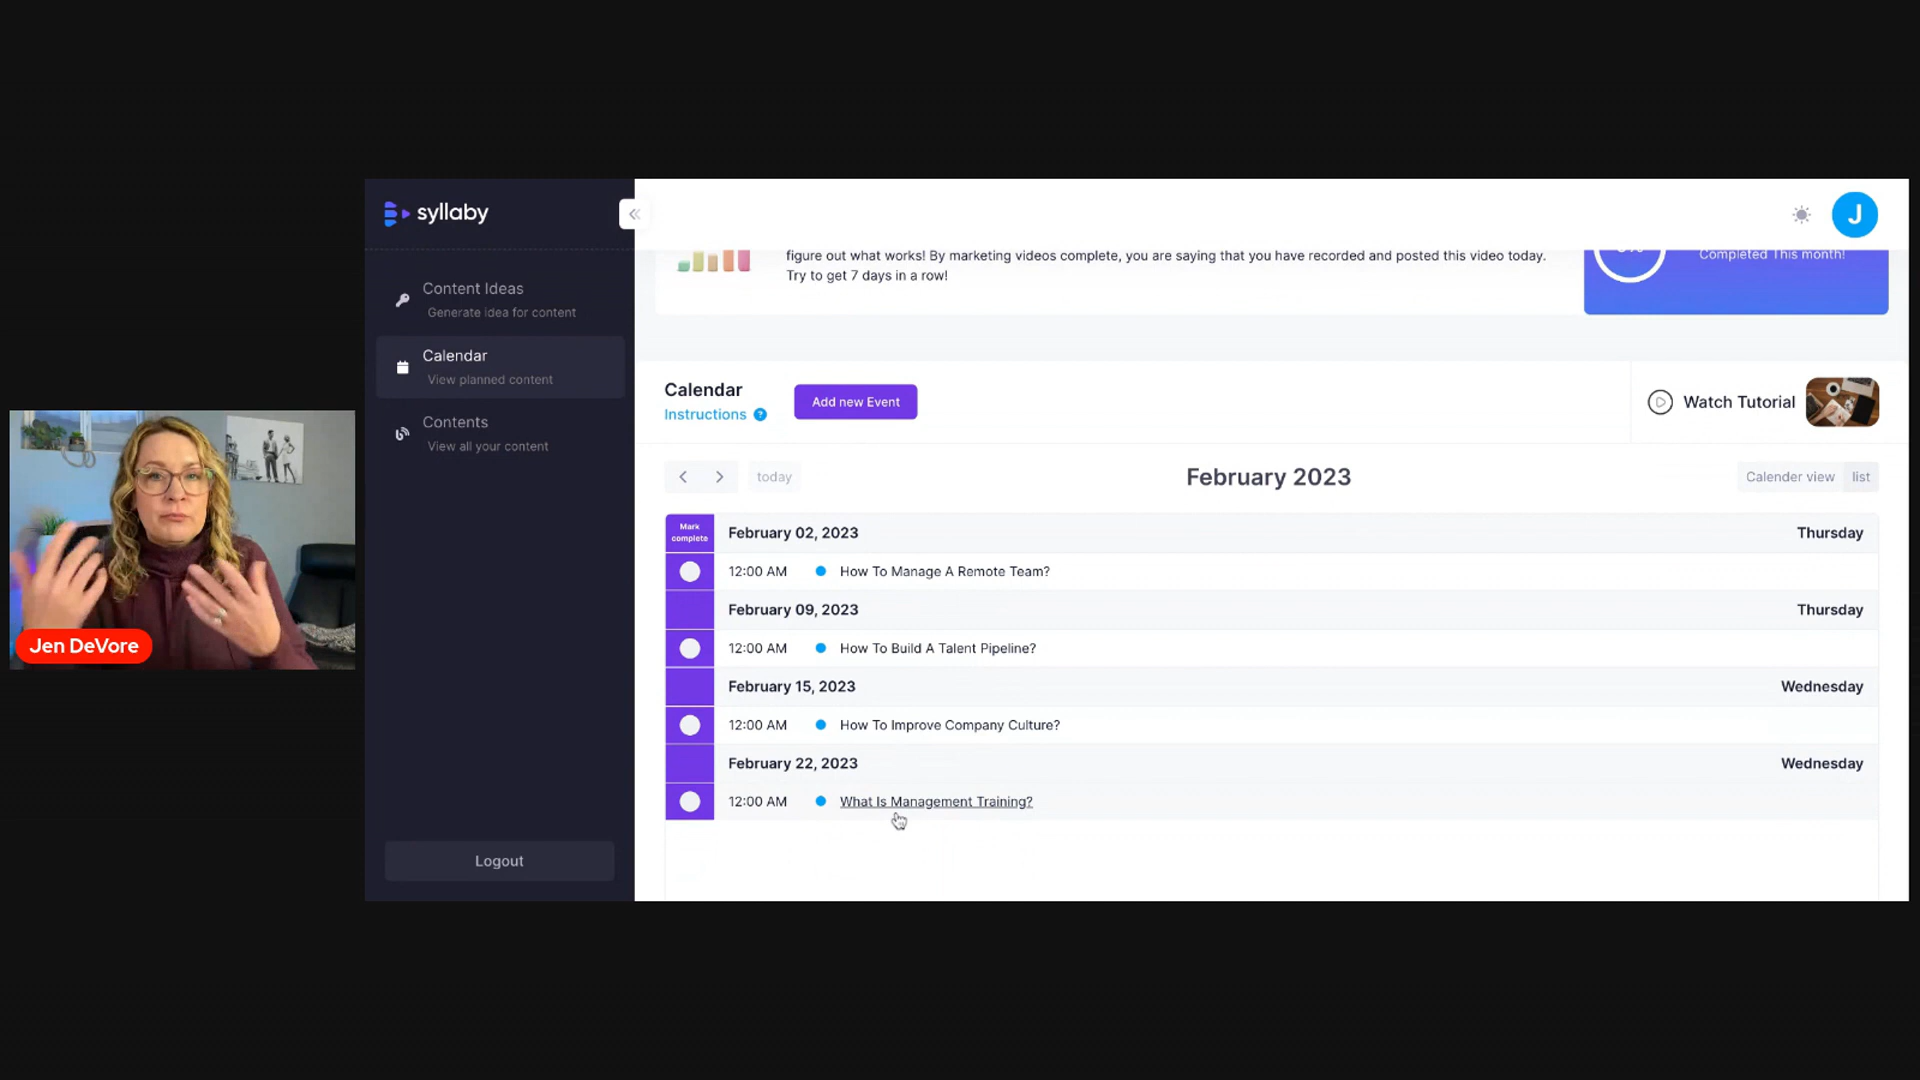 syllaby
J
figure out what works! By marketing videos complete, you are saying that you have recorded and posted this video today.
Try to get 7 days in a row!
Completed This month!
Content Ideas
Generate idea for content
Calendar
View planned content
Contents
View all your content
Logout
Calendar
Instructions ?
Add new Event
Watch Tutorial
today
February 2023
Calender view
list
Mark
complete
February 02, 2023 Thursday
12:00 AM How To Manage A Remote Team?
February 09, 2023 Thursday
12:00 AM How To Build A Talent Pipeline?
February 15, 2023 Wednesday
12:00 AM How To Improve Company Culture?
February 22, 2023 Wednesday
12:00 AM What Is Management Training?
Jen DeVore